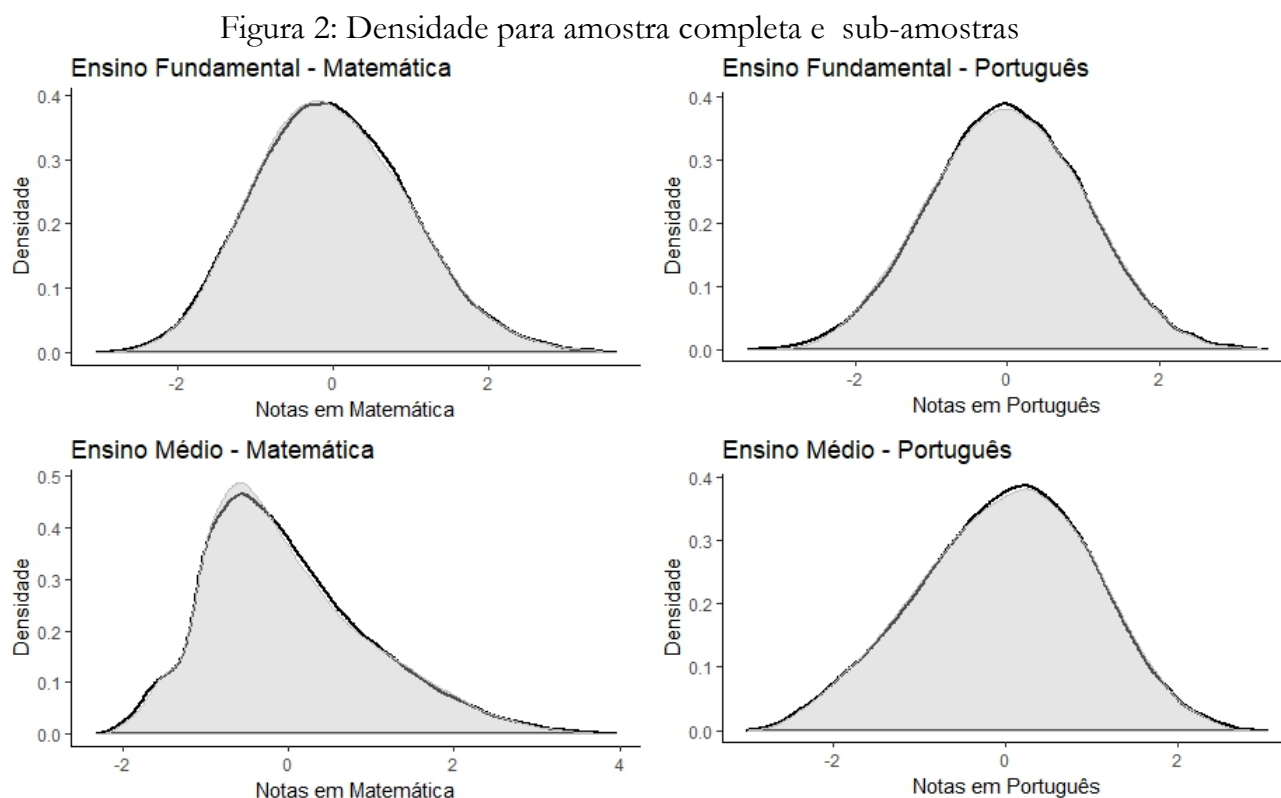 Figura 2: Densidade para amostra completa e sub-amostras
Ensino Fundamental - Matemática
Densidade
0.4
0.3
0.2
0.1
0.0
-2
0
2
Notas em Matemática
Ensino Fundamental - Português
Densidade
0.4
0.3
0.2
0.1
0.0
-2
0
2
Notas em Português
Ensino Médio - Matemática
Densidade
0.5
0.4
0.3
0.2
0.1
0.0
-2
0
2
4
Notas em Matemática
Ensino Médio - Português
Densidade
0.4
0.3
0.2
0.1
0.0
-2
0
2
Notas em Português